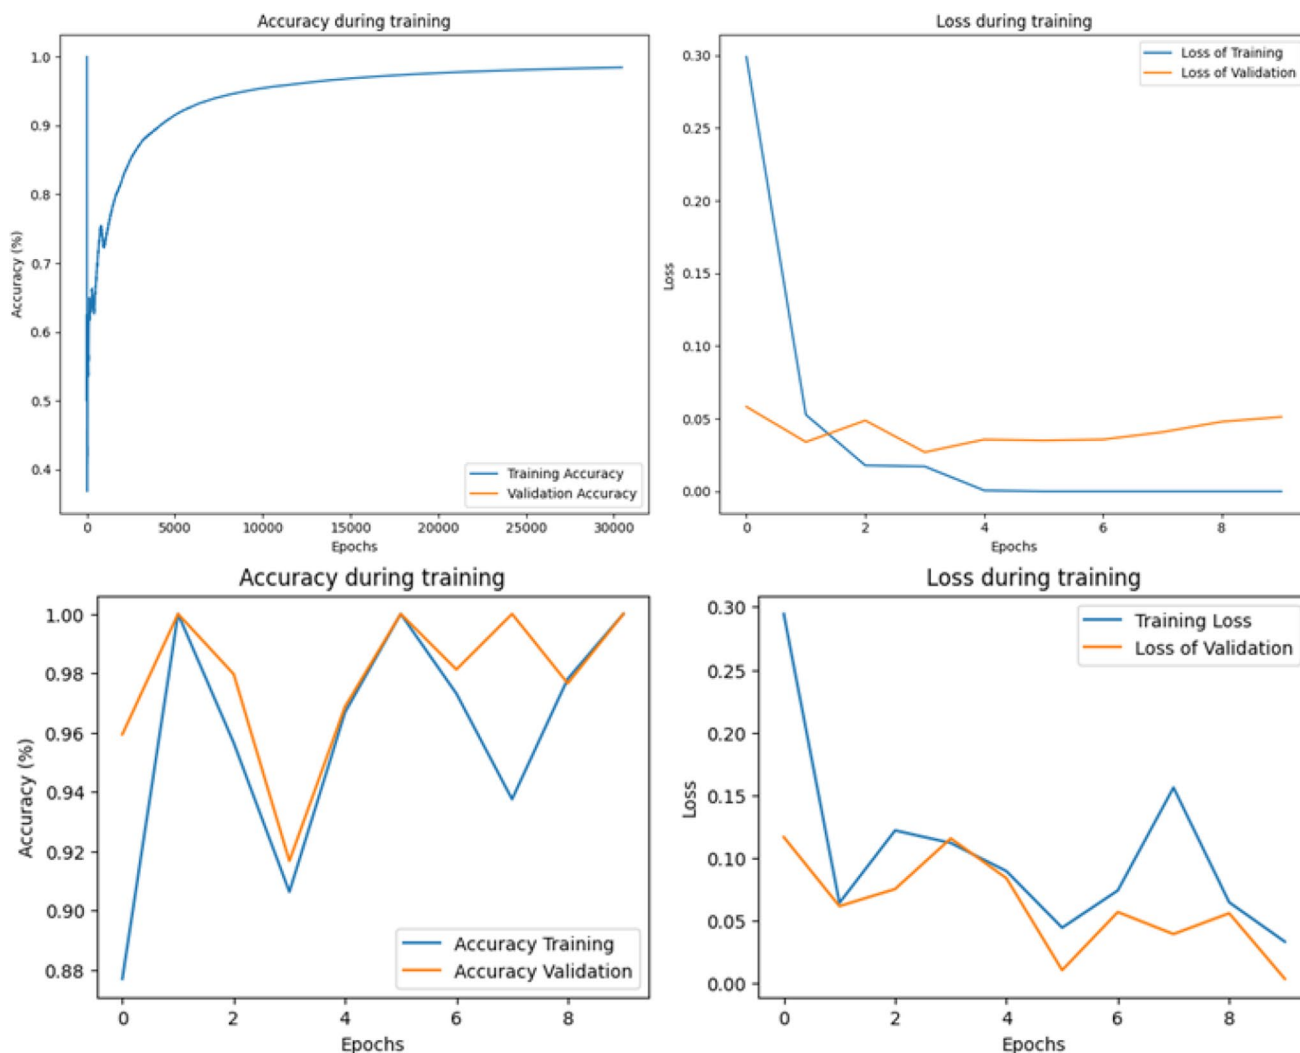 Accuracy during training
Accuracy (%)
1.0
0.9
0.8
0.7
0.6
0.5
0.4
Training Accuracy
Validation Accuracy
0 5000 10000 15000 20000 25000 30000
Epochs
Loss during training
Loss
0.30
0.25
0.20
0.15
0.10
0.05
0.00
Loss of Training
Loss of Validation
0 2 4 6 8
Epochs
Accuracy during training
Accuracy (%)
1.00
0.98
0.96
0.94
0.92
0.90
0.88
Accuracy Training
Accuracy Validation
0 2 4 6 8
Epochs
Loss during training
Loss
0.30
0.25
0.20
0.15
0.10
0.05
0.00
Training Loss
Loss of Validation
0 2 4 6 8
Epochs